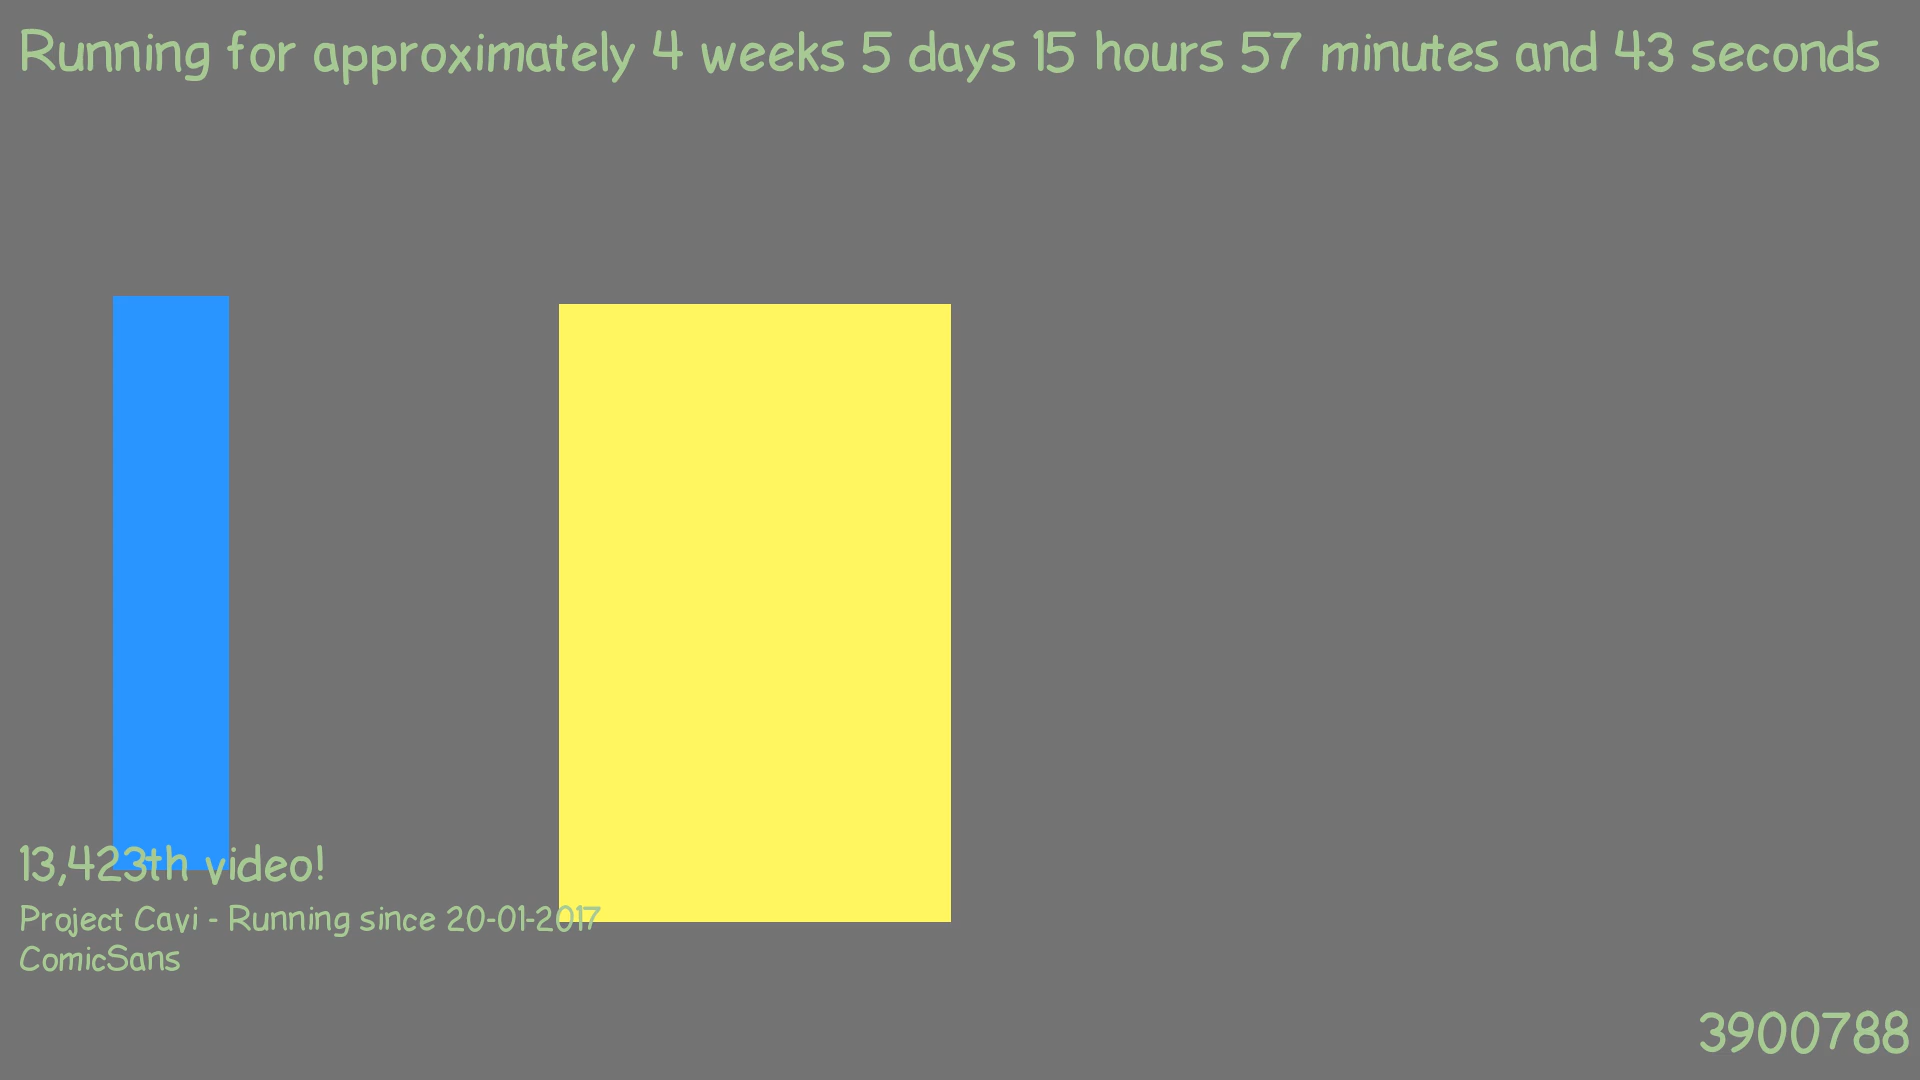 Running for approximately 4 weeks 5 days 15 hours 57 minutes and 43 seconds
13,423th video!
Project Cavi - Running since 20-01-2017
ComicSans
3900788